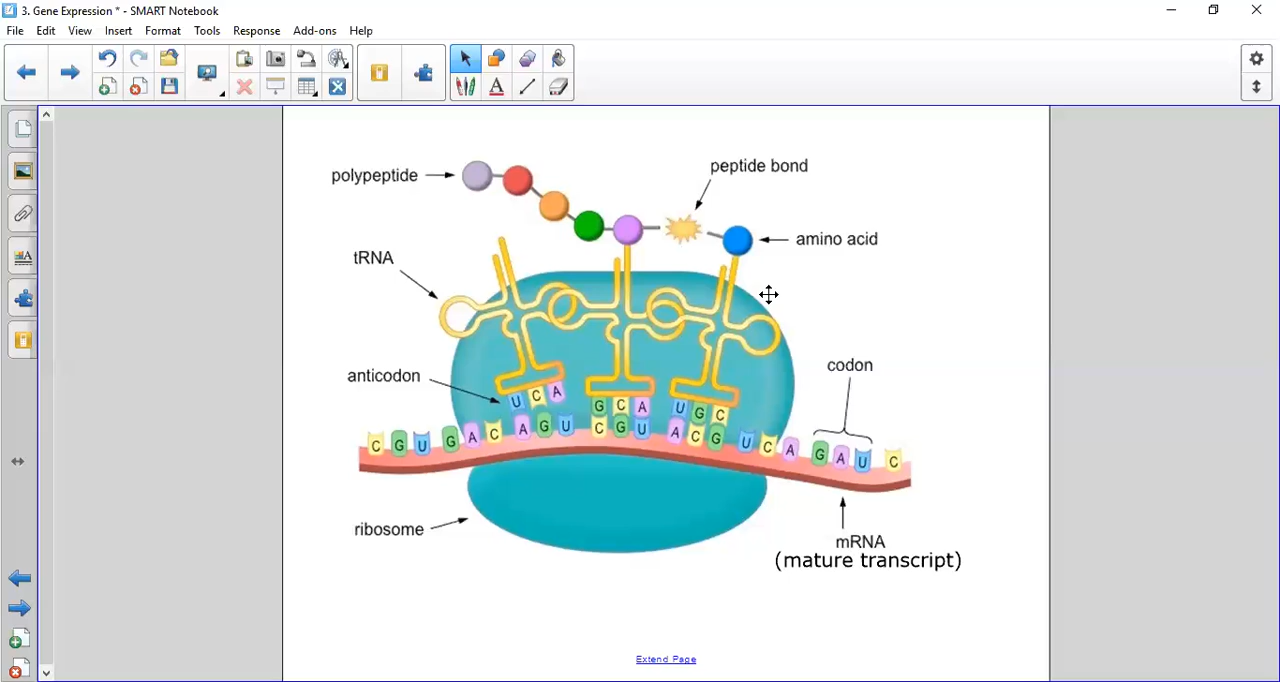 3. Gene Expression * - SMART Notebook
File Edit View Insert Format Tools Response Add-ons Help
peptide bond
polypeptide
amino acid
tRNA
codon
anticodon
U C A G C A U G C
C G U G A C A G U C G U A C G U C A G A U C
ribosome
mRNA
(mature transcript)
Extend Page